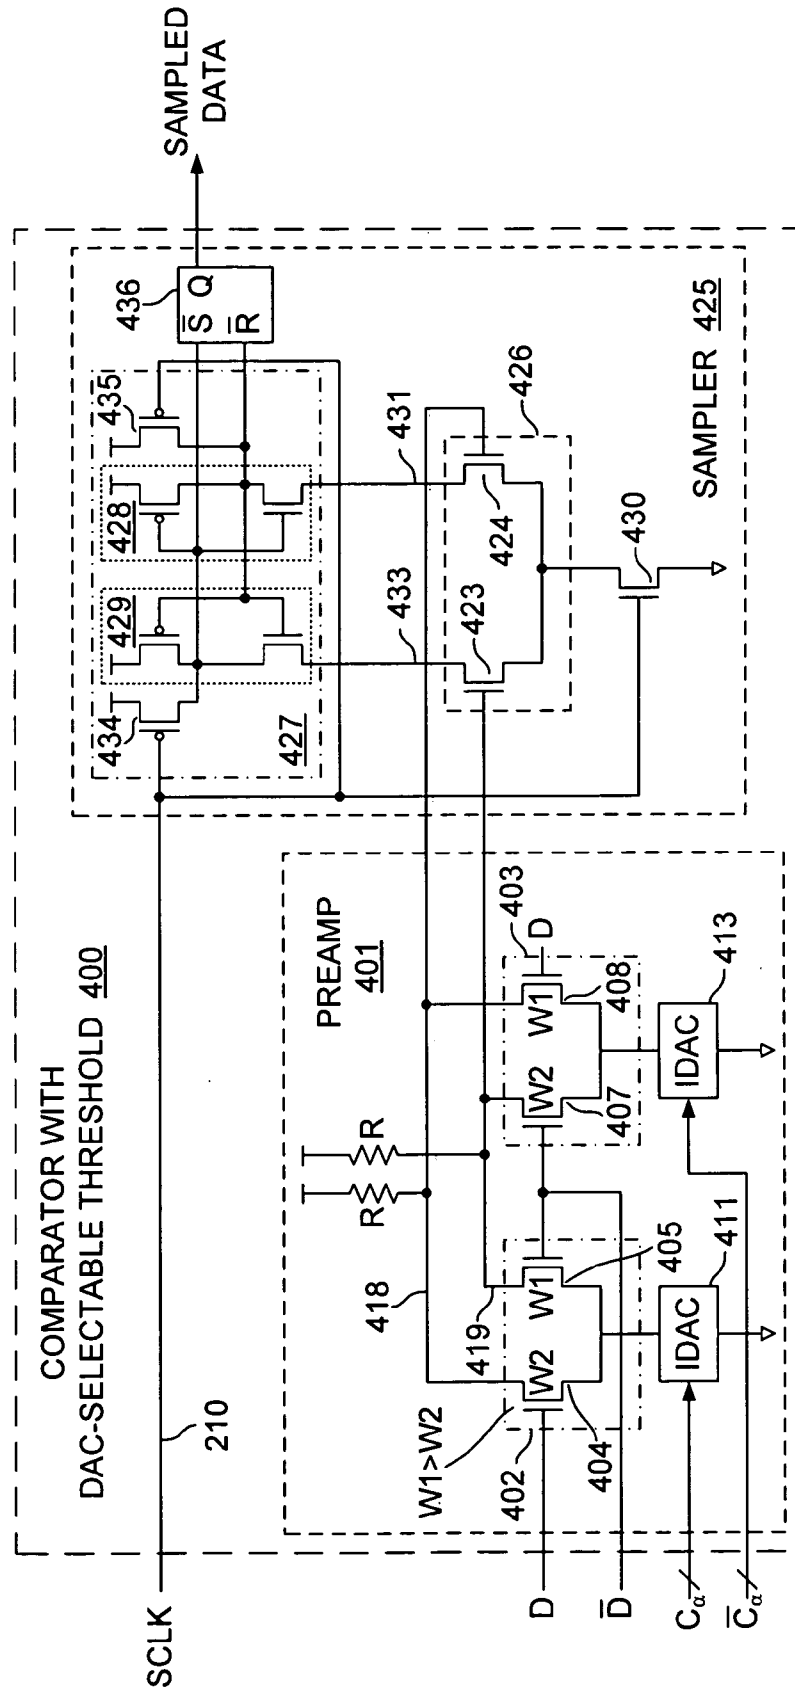 COMPARATOR WITH
DAC-SELECTABLE THRESHOLD 400
SCLK
210
SAMPLED
DATA
436
S̅ Q
R̅
435
428
429
434
427
431
433
426
424
423
430
SAMPLER 425
PREAMP
401
R
R
418
419
W1>W2
402
W2
W1
404
405
403
D
W2
W1
407
408
411
IDAC
413
IDAC
D
D̅
Cα
C̅α